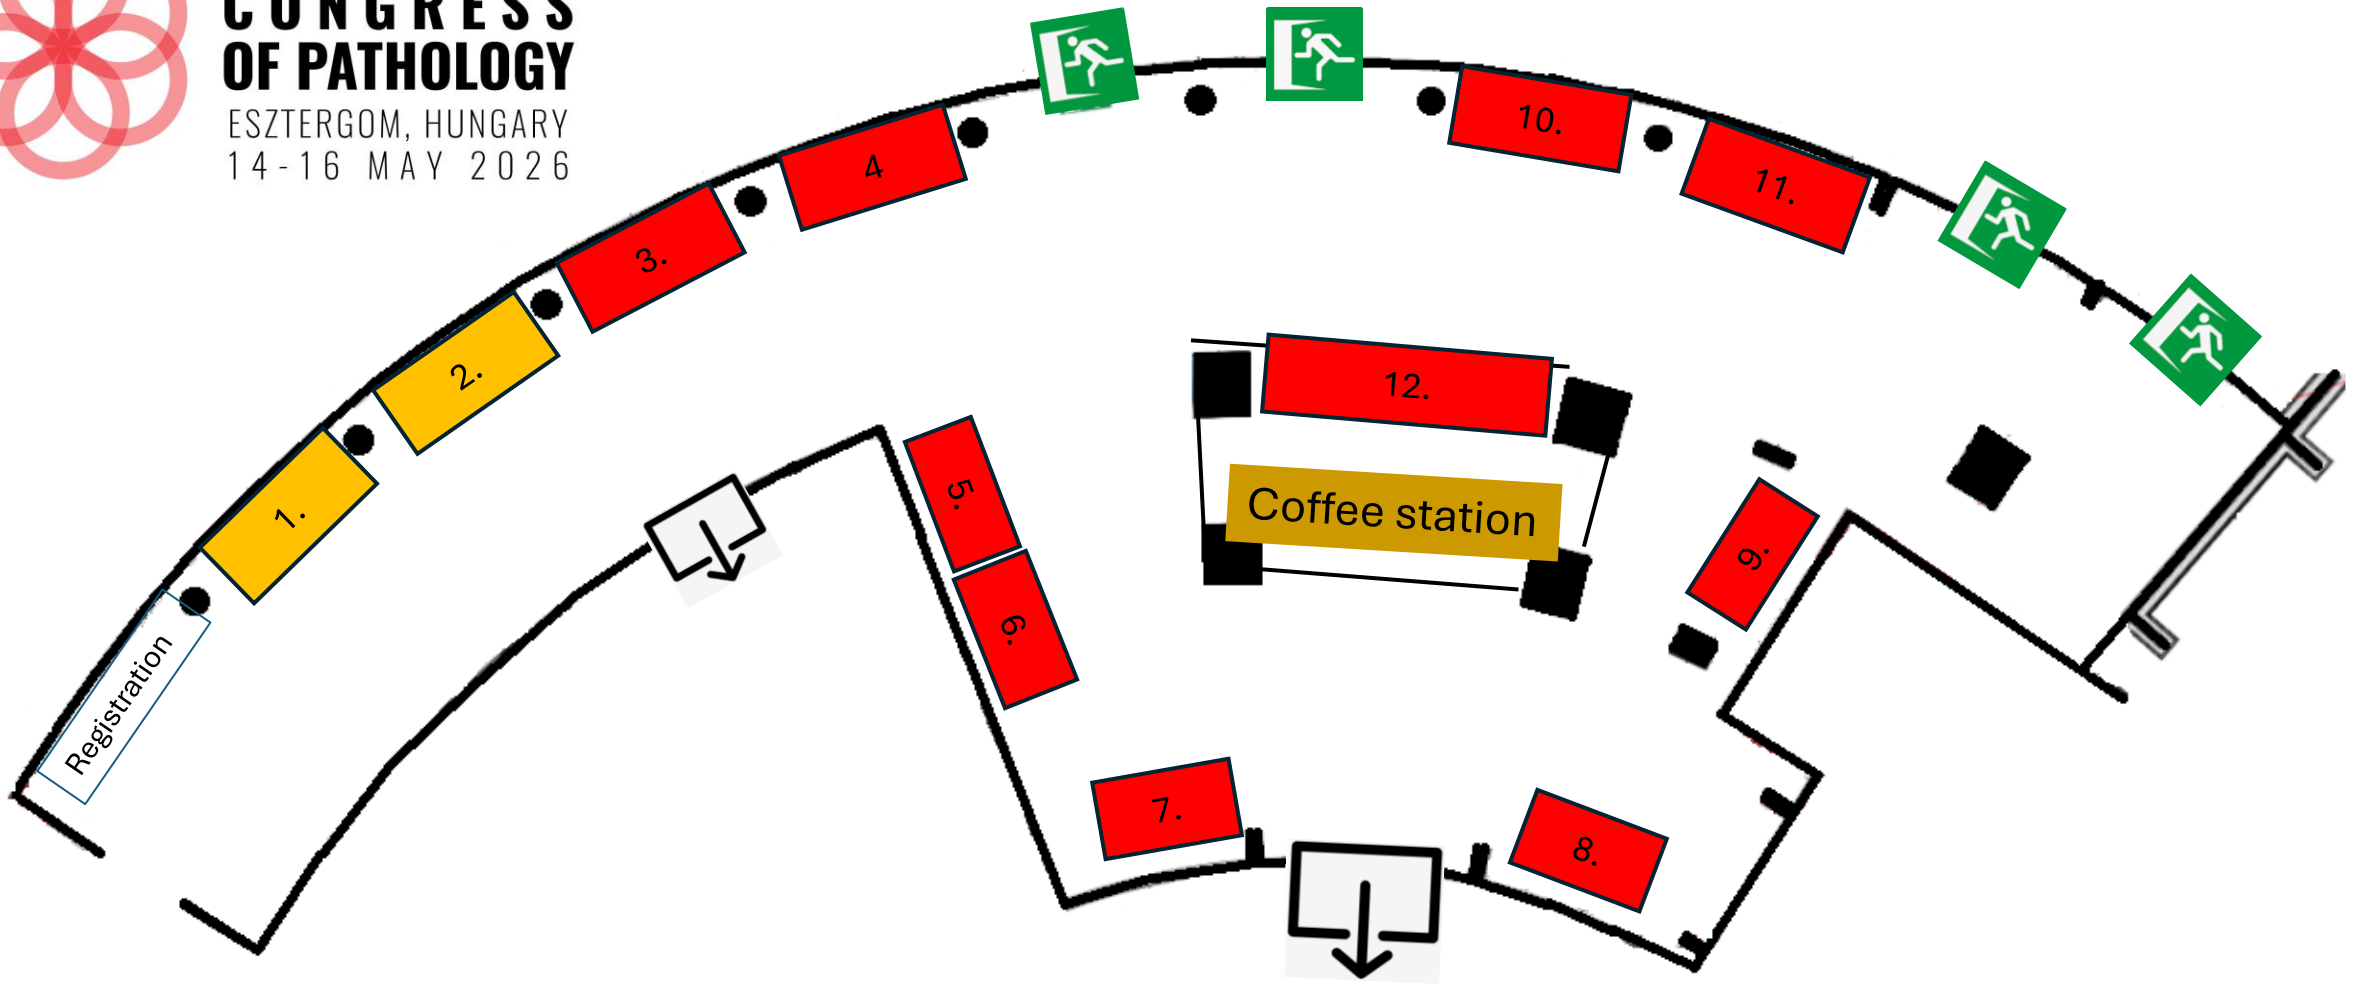 CONGRESS
OF PATHOLOGY
ESZTERGOM, HUNGARY
14-16 MAY 2026
10.
11.
4
3.
2.
1.
12.
5.
Coffee station
9.
6.
Registration
7.
8.